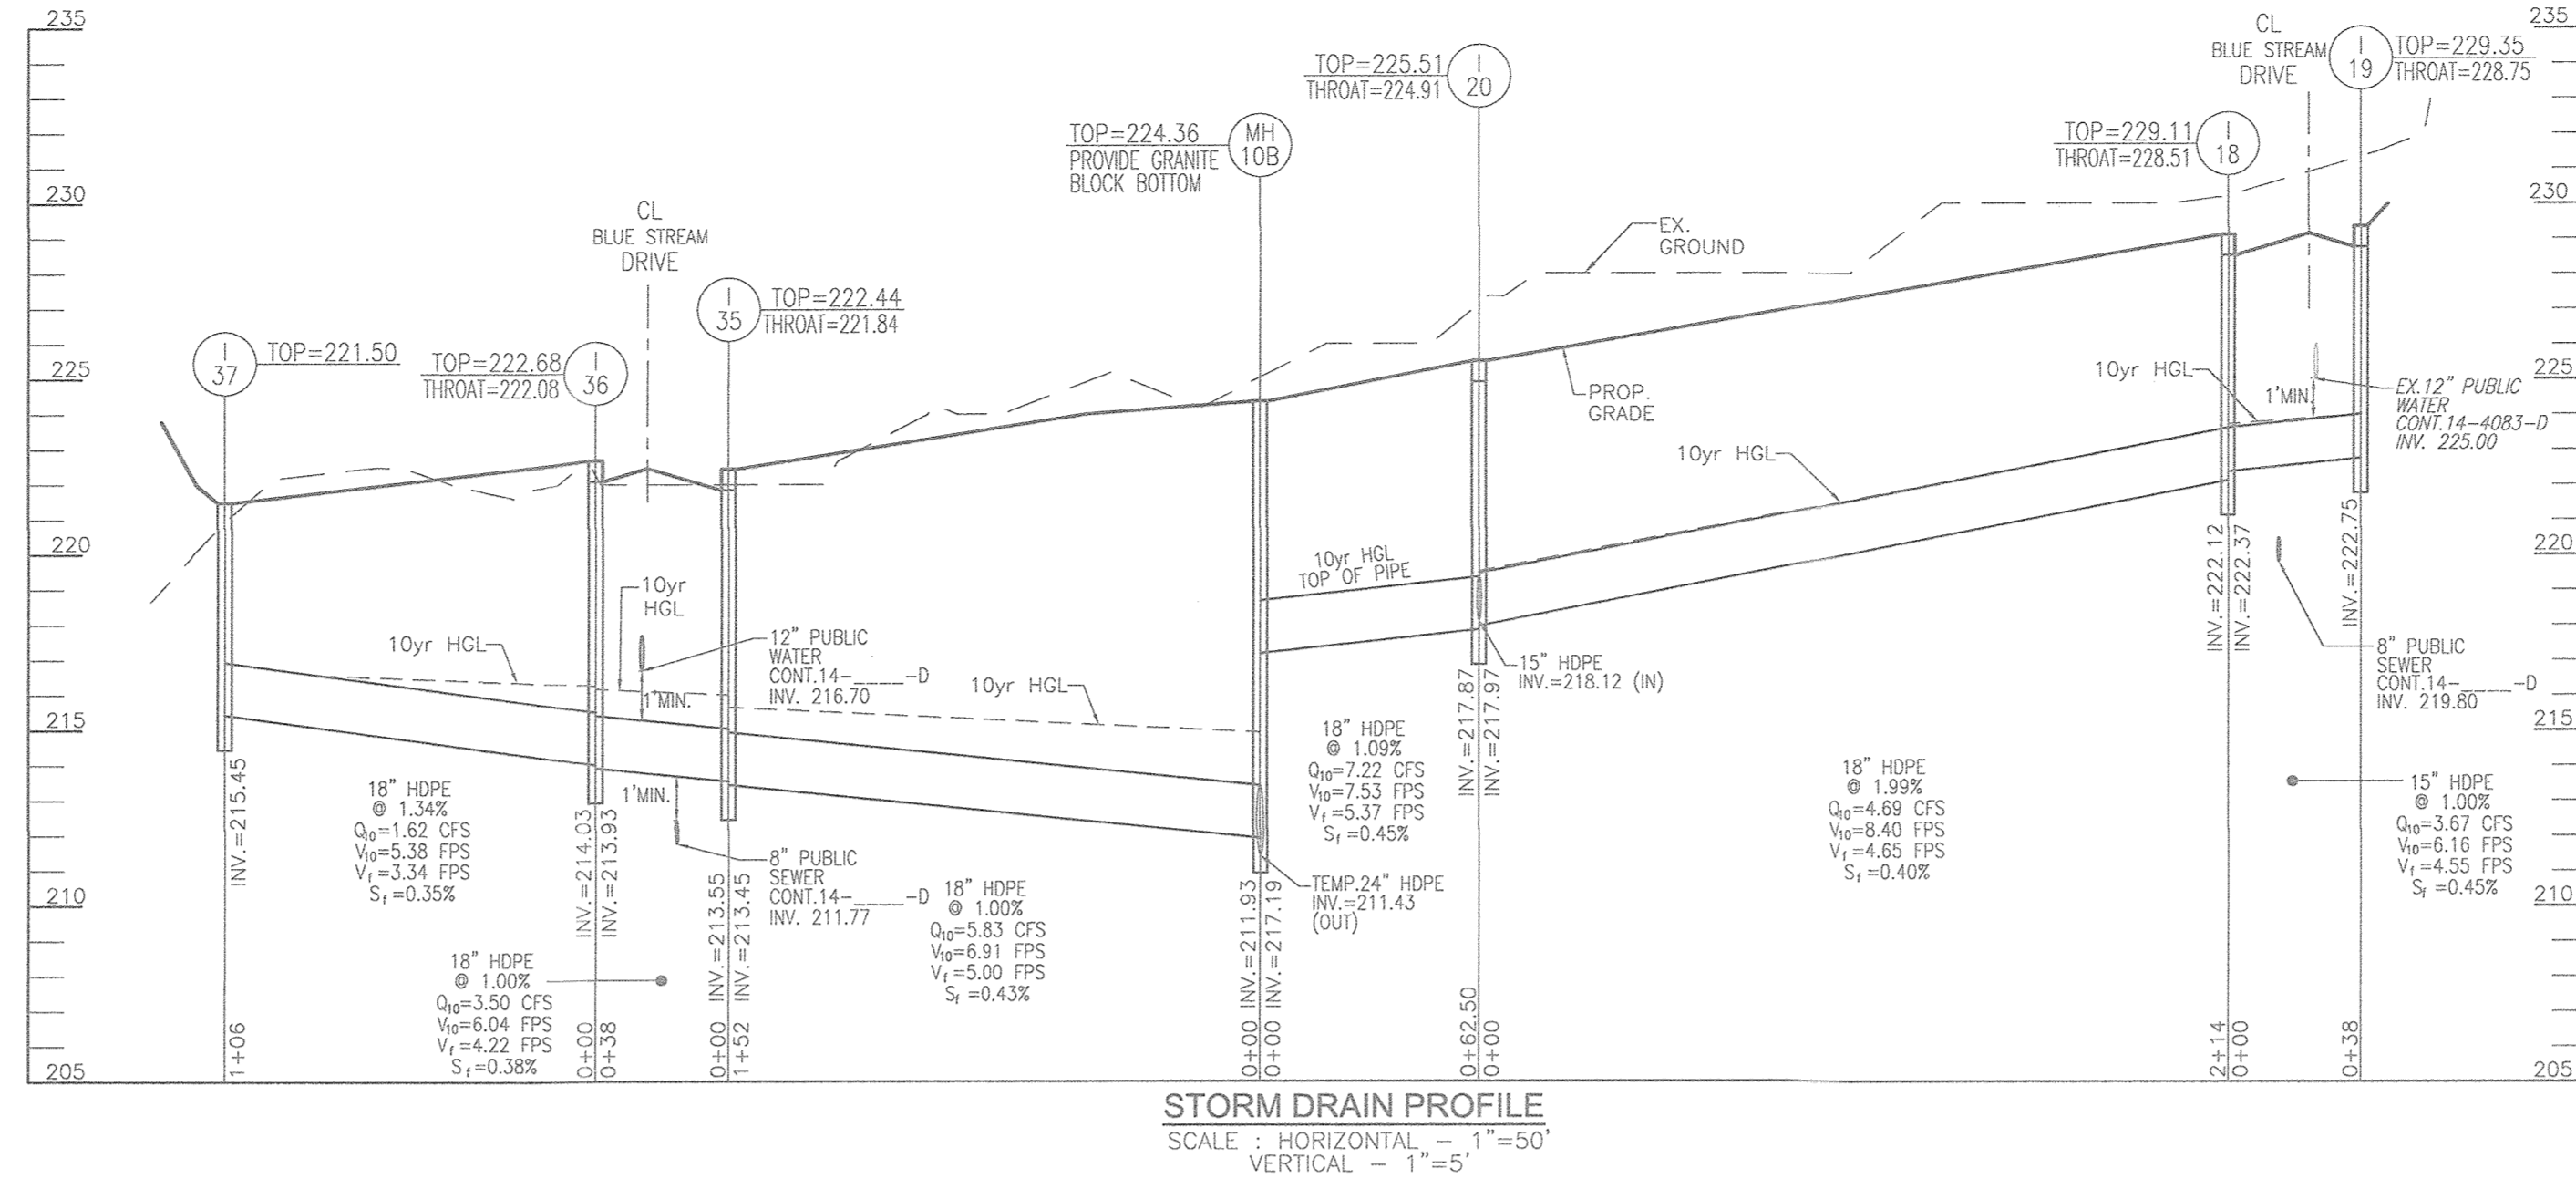 235
230
225
220
215
210
205
I
37
TOP=221.50
TOP=222.68
THROAT=222.08
I
36
CL
BLUE STREAM
DRIVE
I
35
TOP=222.44
THROAT=221.84
TOP=224.36
PROVIDE GRANITE
BLOCK BOTTOM
MH
10B
TOP=225.51
THROAT=224.91
I
20
EX.
GROUND
PROP.
GRADE
TOP=229.11
THROAT=228.51
I
18
CL
BLUE STREAM
DRIVE
I
19
TOP=229.35
THROAT=228.75
235
230
225
220
215
210
205
10yr HGL
10yr
HGL
12" PUBLIC
WATER
CONT.14-_____-D
INV. 216.70
1'MIN.
10yr HGL
10yr HGL
TOP OF PIPE
10yr HGL
10yr HGL
1'MIN
EX.12" PUBLIC
WATER
CONT.14-4083-D
INV. 225.00
15" HDPE
INV.=218.12 (IN)
8" PUBLIC
SEWER
CONT.14-_____-D
INV. 219.80
18" HDPE
@ 1.34%
Q10=1.62 CFS
V10=5.38 FPS
Vf=3.34 FPS
Sf=0.35%
18" HDPE
@ 1.00%
Q10=3.50 CFS
V10=6.04 FPS
Vf=4.22 FPS
Sf=0.38%
1'MIN.
8" PUBLIC
SEWER
CONT.14-_____-D
INV. 211.77
18" HDPE
@ 1.00%
Q10=5.83 CFS
V10=6.91 FPS
Vf=5.00 FPS
Sf=0.43%
TEMP.24" HDPE
INV.=211.43
(OUT)
18" HDPE
@ 1.09%
Q10=7.22 CFS
V10=7.53 FPS
Vf=5.37 FPS
Sf=0.45%
18" HDPE
@ 1.99%
Q10=4.69 CFS
V10=8.40 FPS
Vf=4.65 FPS
Sf=0.40%
15" HDPE
@ 1.00%
Q10=3.67 CFS
V10=6.16 FPS
Vf=4.55 FPS
Sf=0.45%
INV.=215.45
1+06
INV.=214.03
INV.=213.93
0+00
0+38
INV.=213.55
INV.=213.45
0+00
1+52
INV.=211.93
INV.=217.19
0+00
0+00
INV.=217.87
INV.=217.97
0+62.50
0+00
INV.=222.12
INV.=222.37
2+14
0+00
INV.=222.75
0+38
STORM DRAIN PROFILE
SCALE : HORIZONTAL - 1"=50'
VERTICAL - 1"=5'